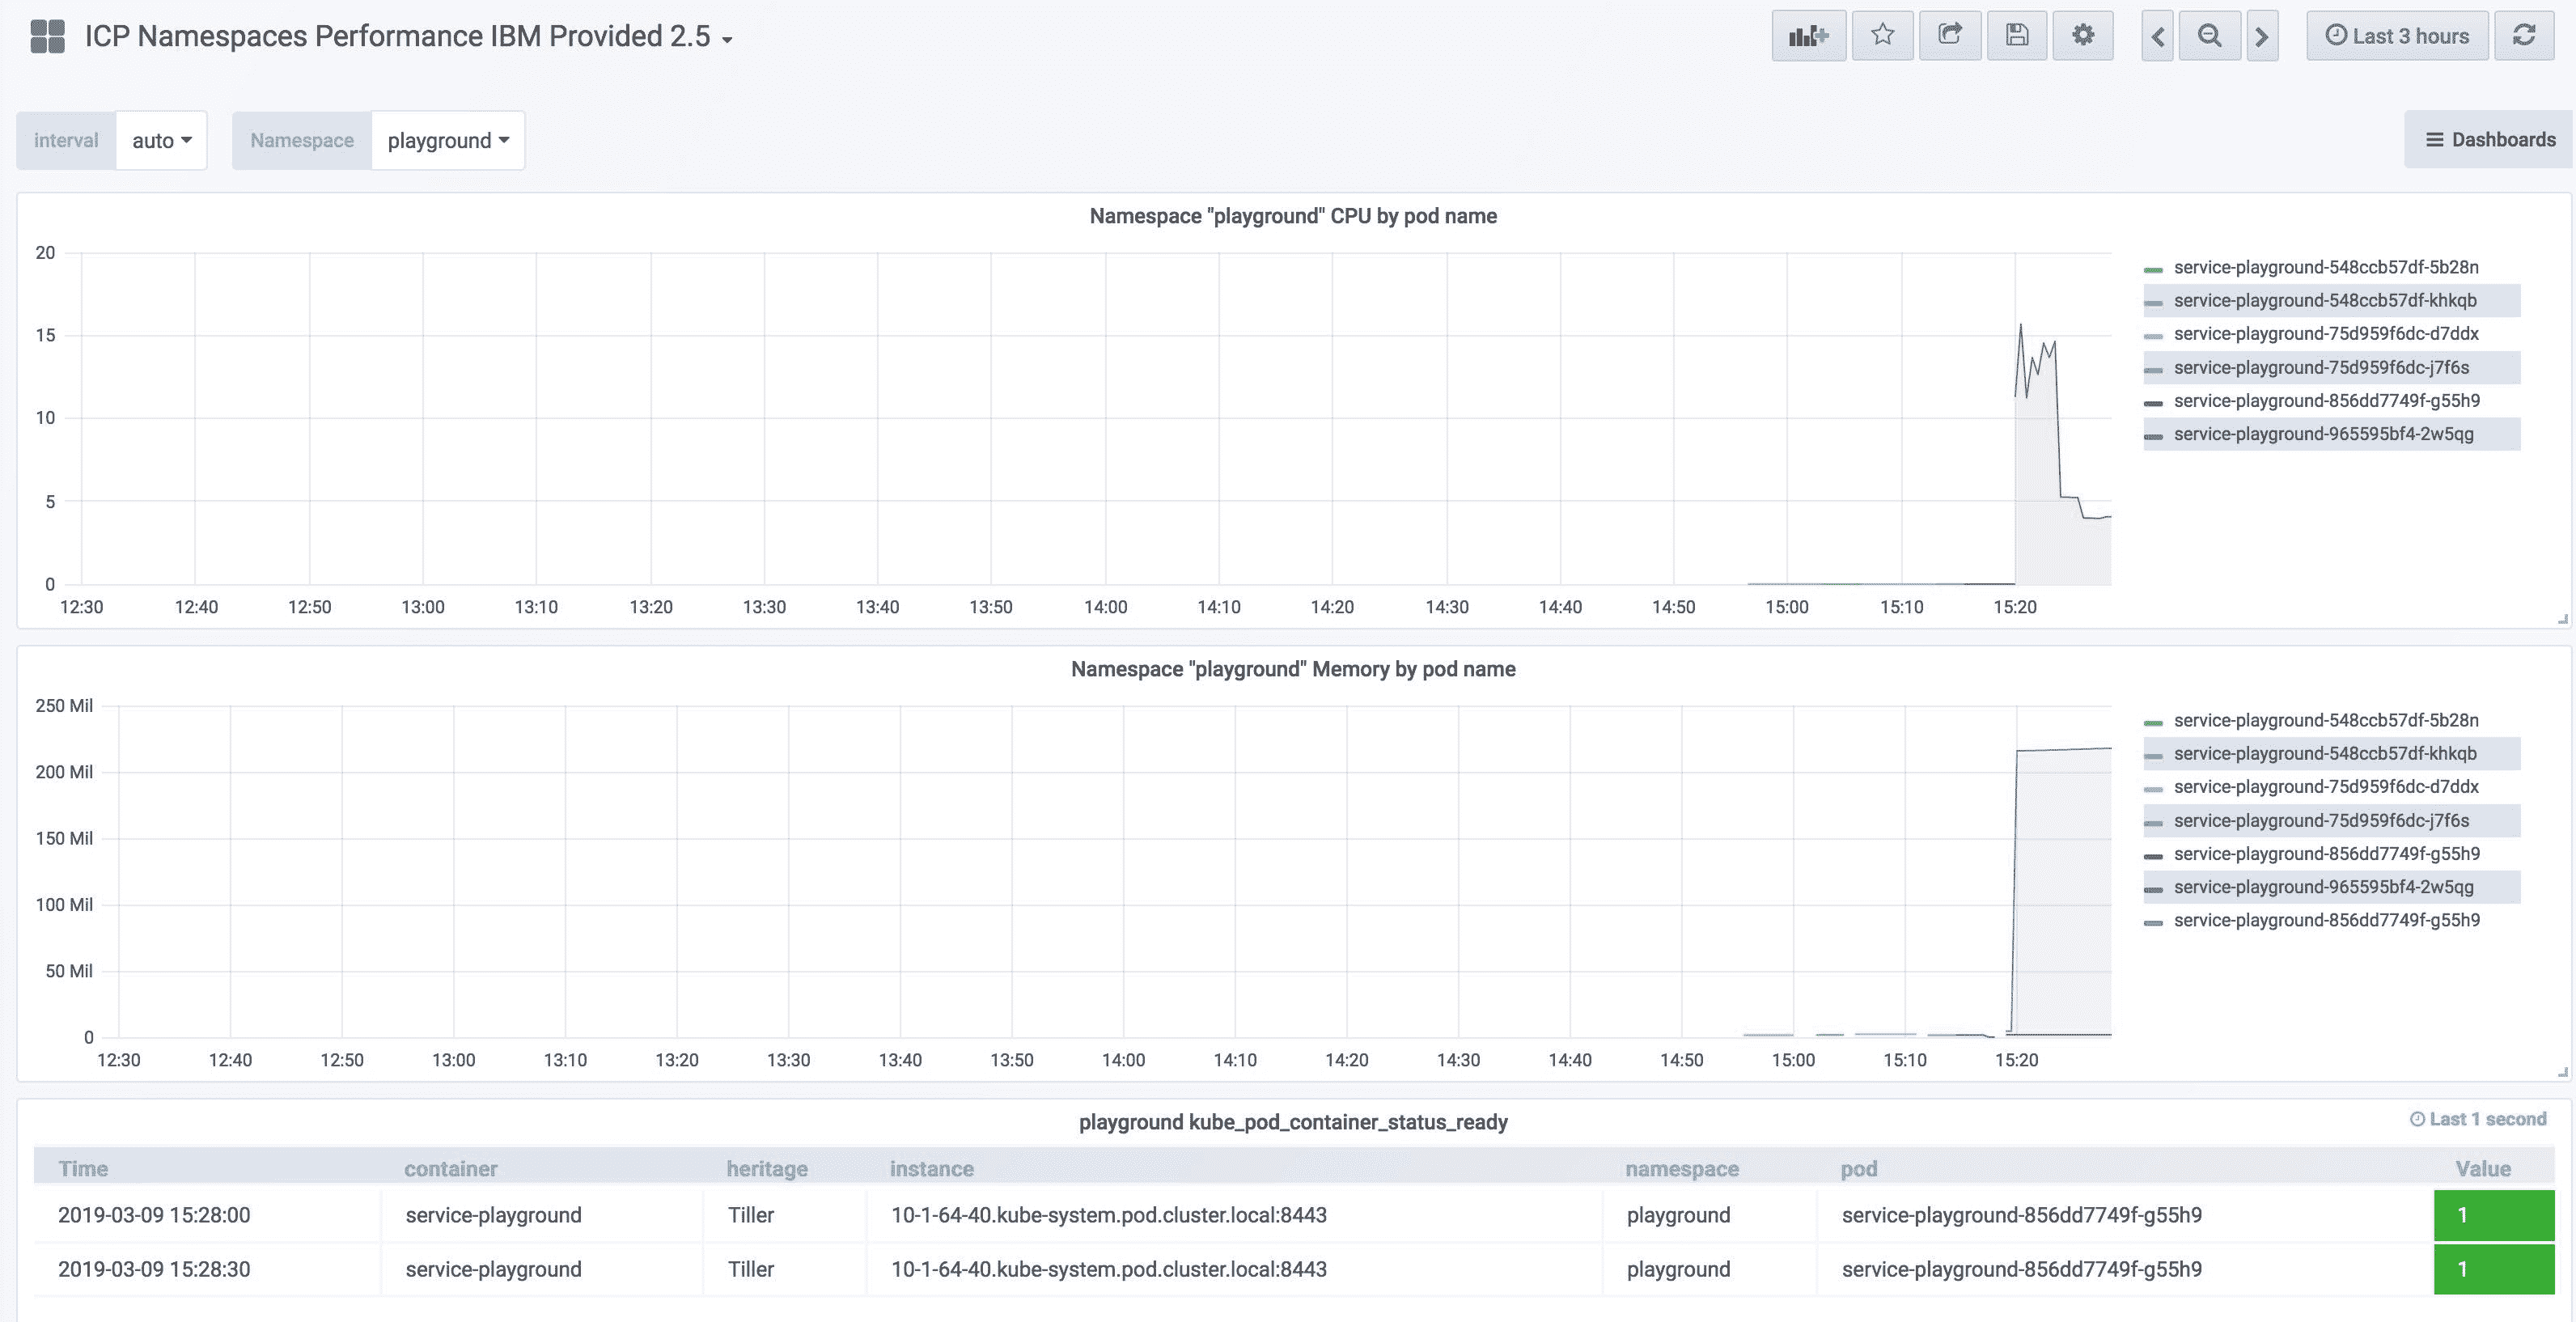 ICP Namespaces Performance IBM Provided 2.5
Last 3 hours
interval auto Namespace playground
Dashboards
Namespace "playground" CPU by pod name
20
15
10
5
0
12:30 12:40 12:50 13:00 13:10 13:20 13:30 13:40 13:50 14:00 14:10 14:20 14:30 14:40 14:50 15:00 15:10 15:20
service-playground-548ccb57df-5b28n
service-playground-548ccb57df-khkqb
service-playground-75d959f6dc-d7ddx
service-playground-75d959f6dc-j7f6s
service-playground-856dd7749f-g55h9
service-playground-965595bf4-2w5qg
Namespace "playground" Memory by pod name
250 Mil
200 Mil
150 Mil
100 Mil
50 Mil
0
12:30 12:40 12:50 13:00 13:10 13:20 13:30 13:40 13:50 14:00 14:10 14:20 14:30 14:40 14:50 15:00 15:10 15:20
service-playground-548ccb57df-5b28n
service-playground-548ccb57df-khkqb
service-playground-75d959f6dc-d7ddx
service-playground-75d959f6dc-j7f6s
service-playground-856dd7749f-g55h9
service-playground-965595bf4-2w5qg
service-playground-856dd7749f-g55h9
playground kube_pod_container_status_ready
Last 1 second
Time container heritage instance namespace pod Value
2019-03-09 15:28:00 service-playground Tiller 10-1-64-40.kube-system.pod.cluster.local:8443 playground service-playground-856dd7749f-g55h9 1
2019-03-09 15:28:30 service-playground Tiller 10-1-64-40.kube-system.pod.cluster.local:8443 playground service-playground-856dd7749f-g55h9 1